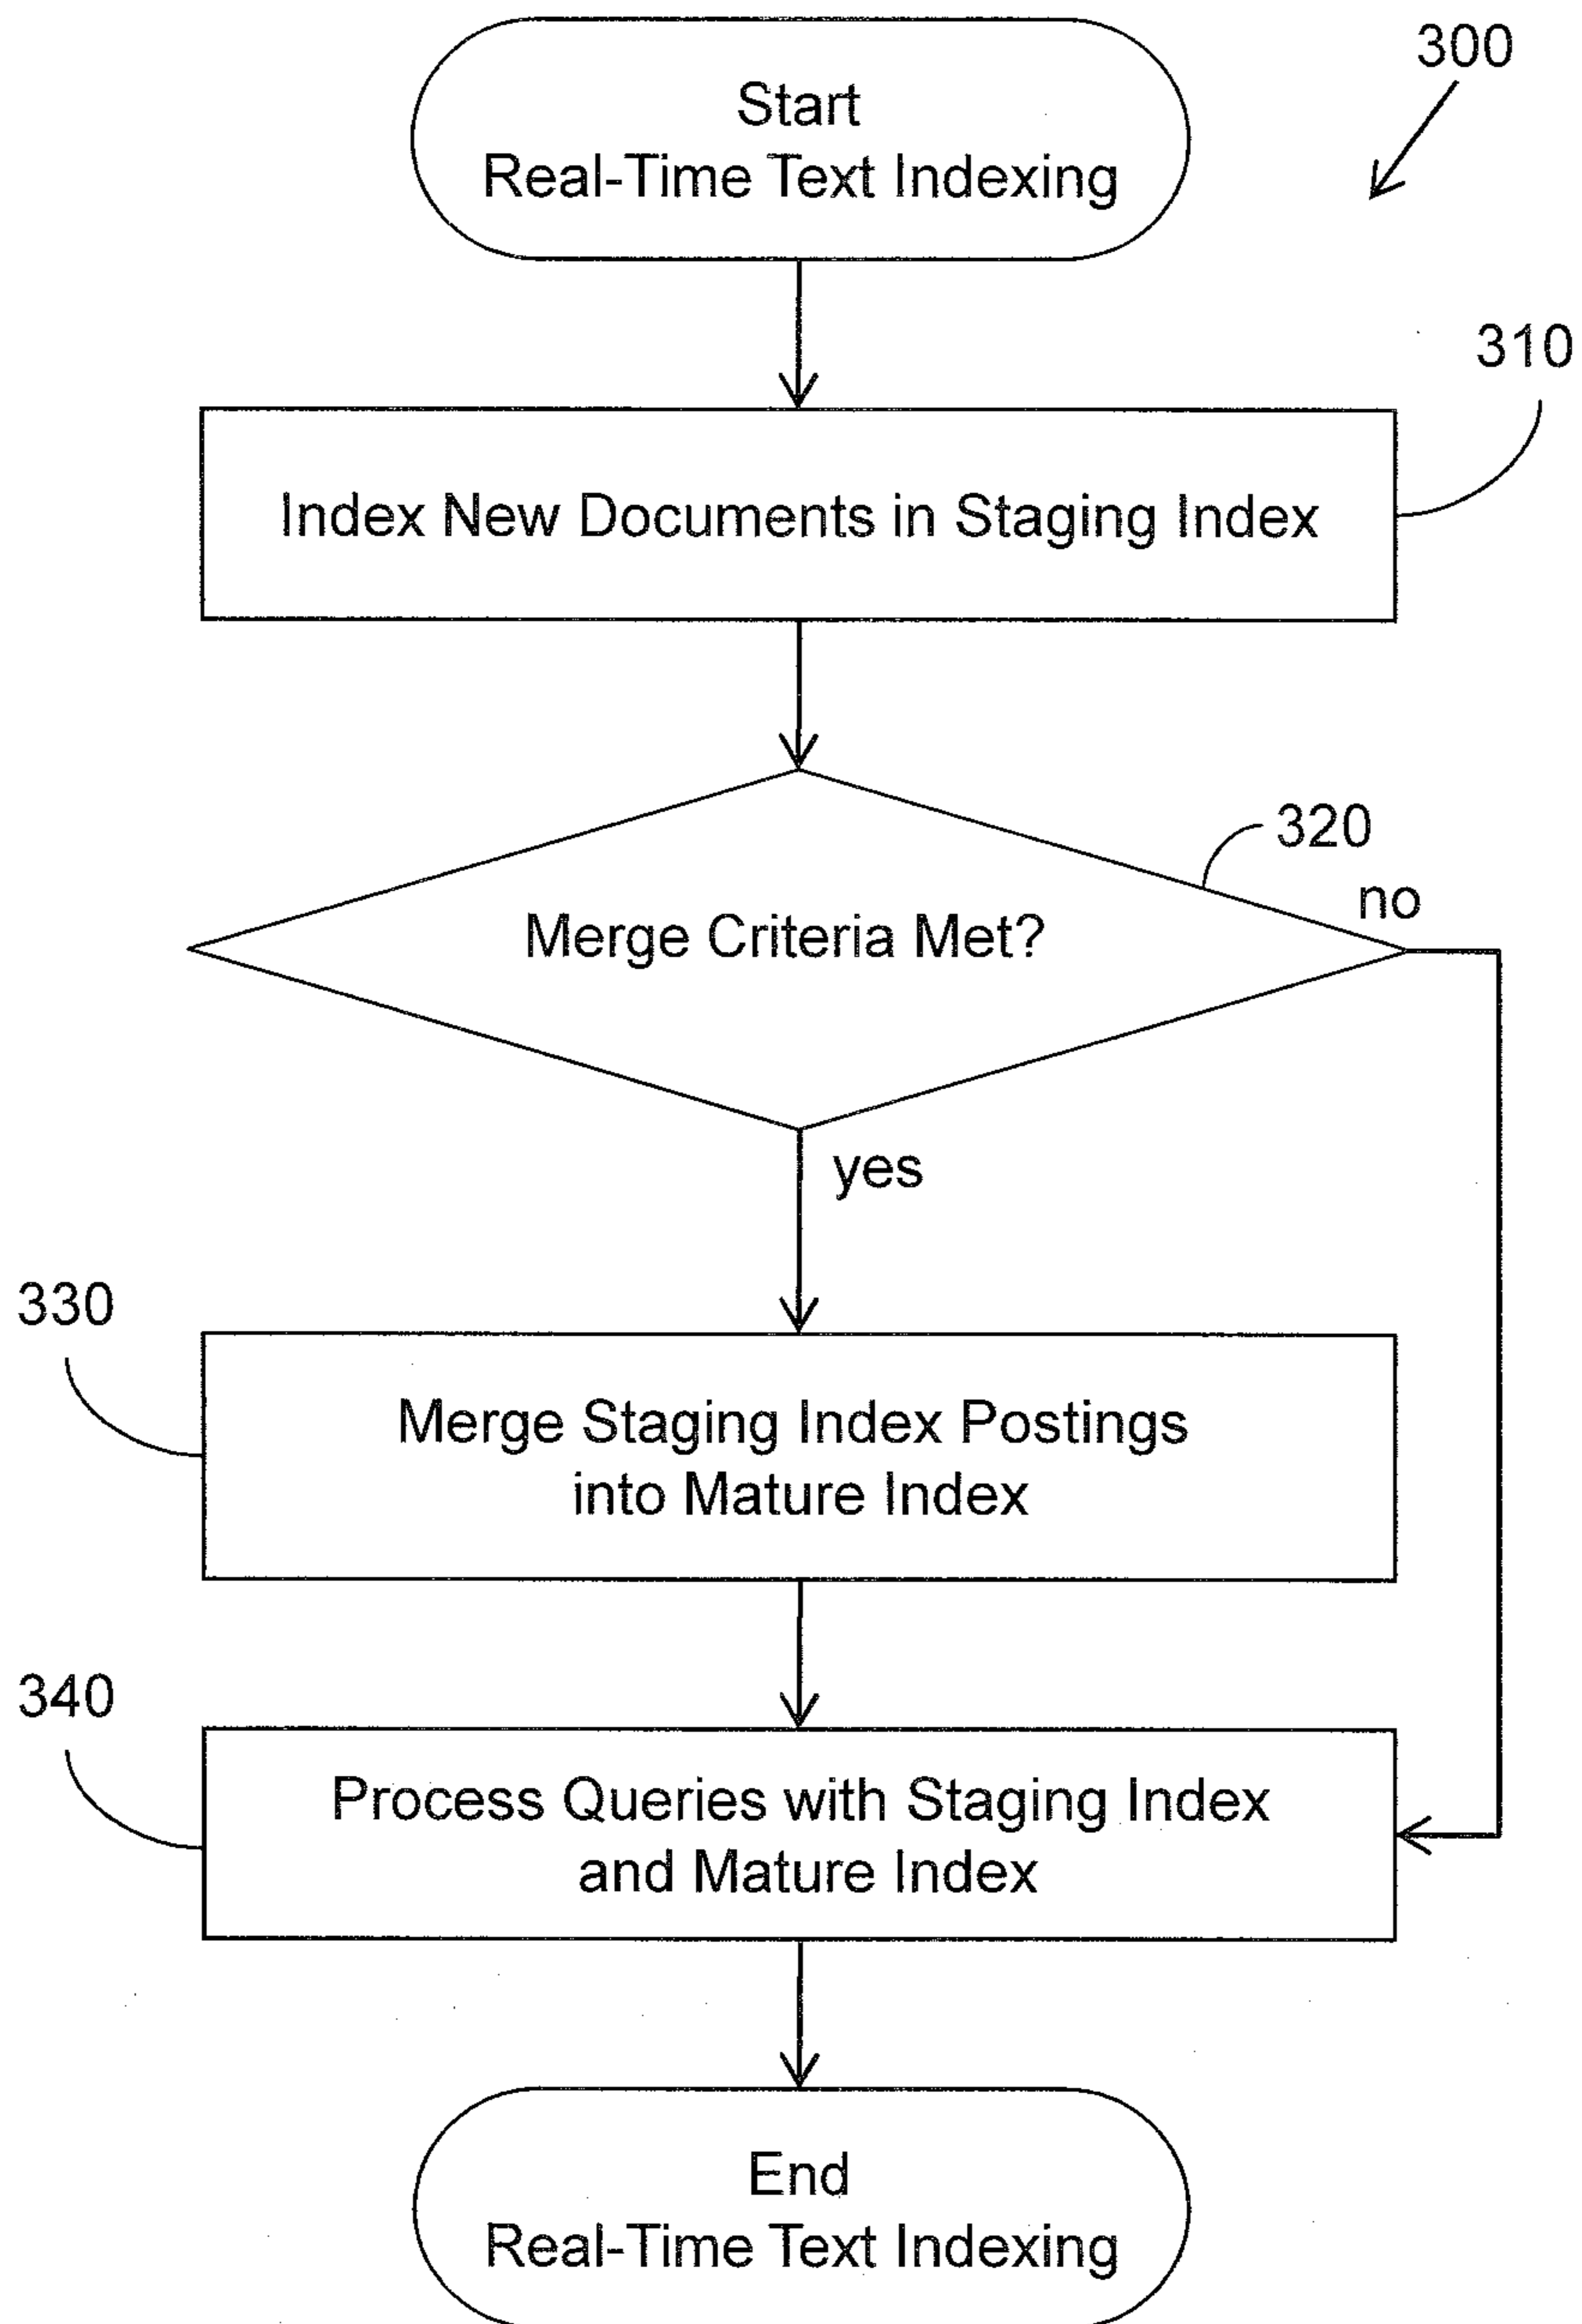 300
Start
Real-Time Text Indexing
310
Index New Documents in Staging Index
320
no
Merge Criteria Met?
yes
330
Merge Staging Index Postings
into Mature Index
340
Process Queries with Staging Index
and Mature Index
End
Real-Time Text Indexing